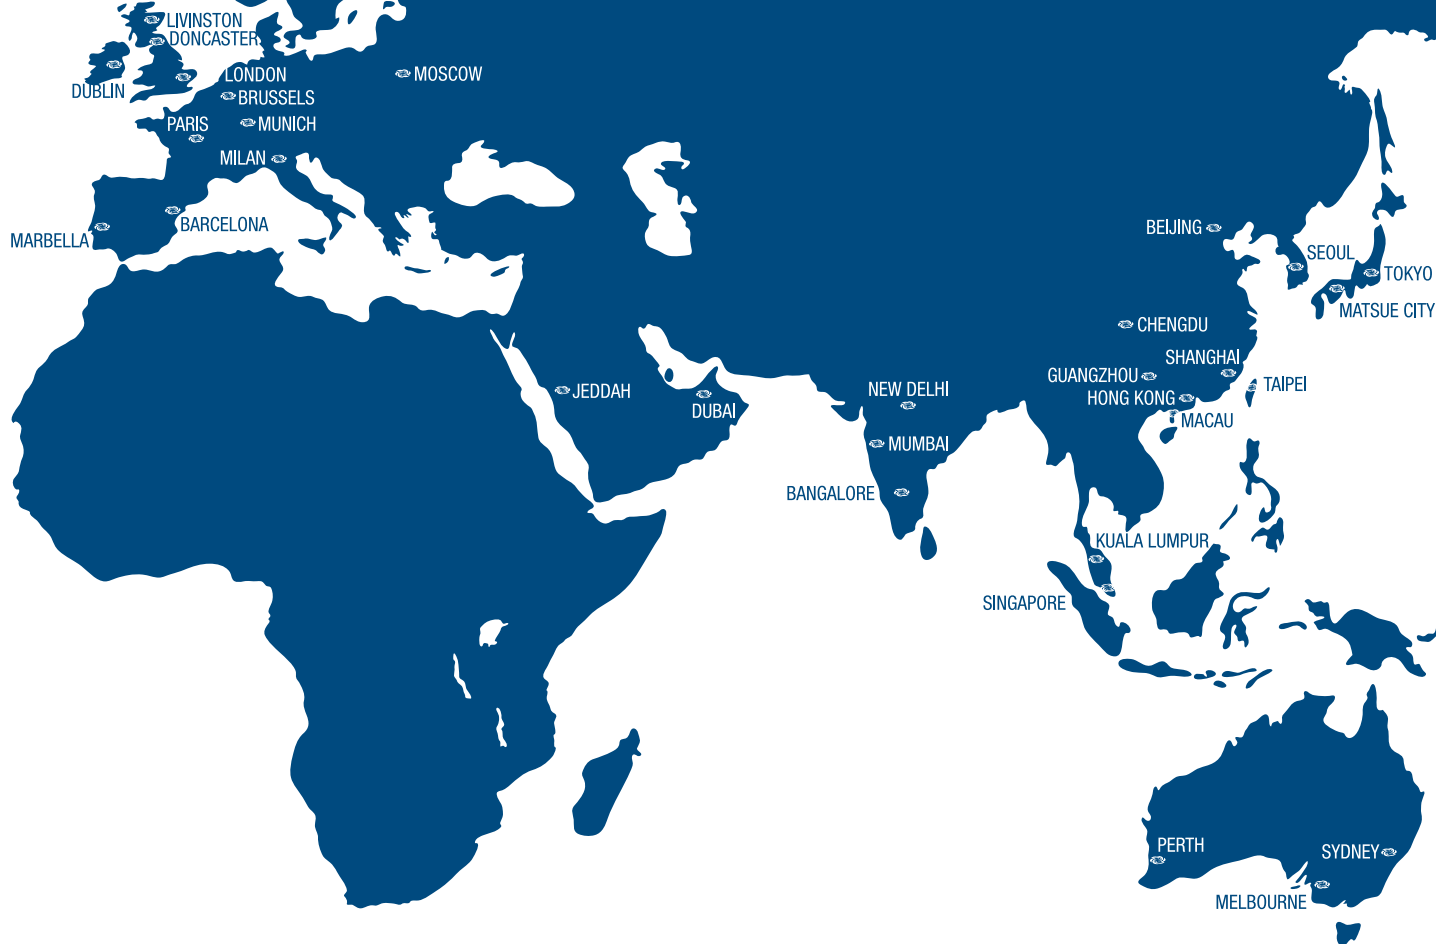 LIVINSTON
DONCASTER
DUBLIN
LONDON
MOSCOW
BRUSSELS
PARIS
MUNICH
MILAN
BARCELONA
MARBELLA
BEIJING
SEOUL
TOKYO
MATSUE CITY
CHENGDU
SHANGHAI
GUANGZHOU
TAIPEI
HONG KONG
MACAU
JEDDAH
DUBAI
NEW DELHI
MUMBAI
BANGALORE
KUALA LUMPUR
SINGAPORE
PERTH
SYDNEY
MELBOURNE